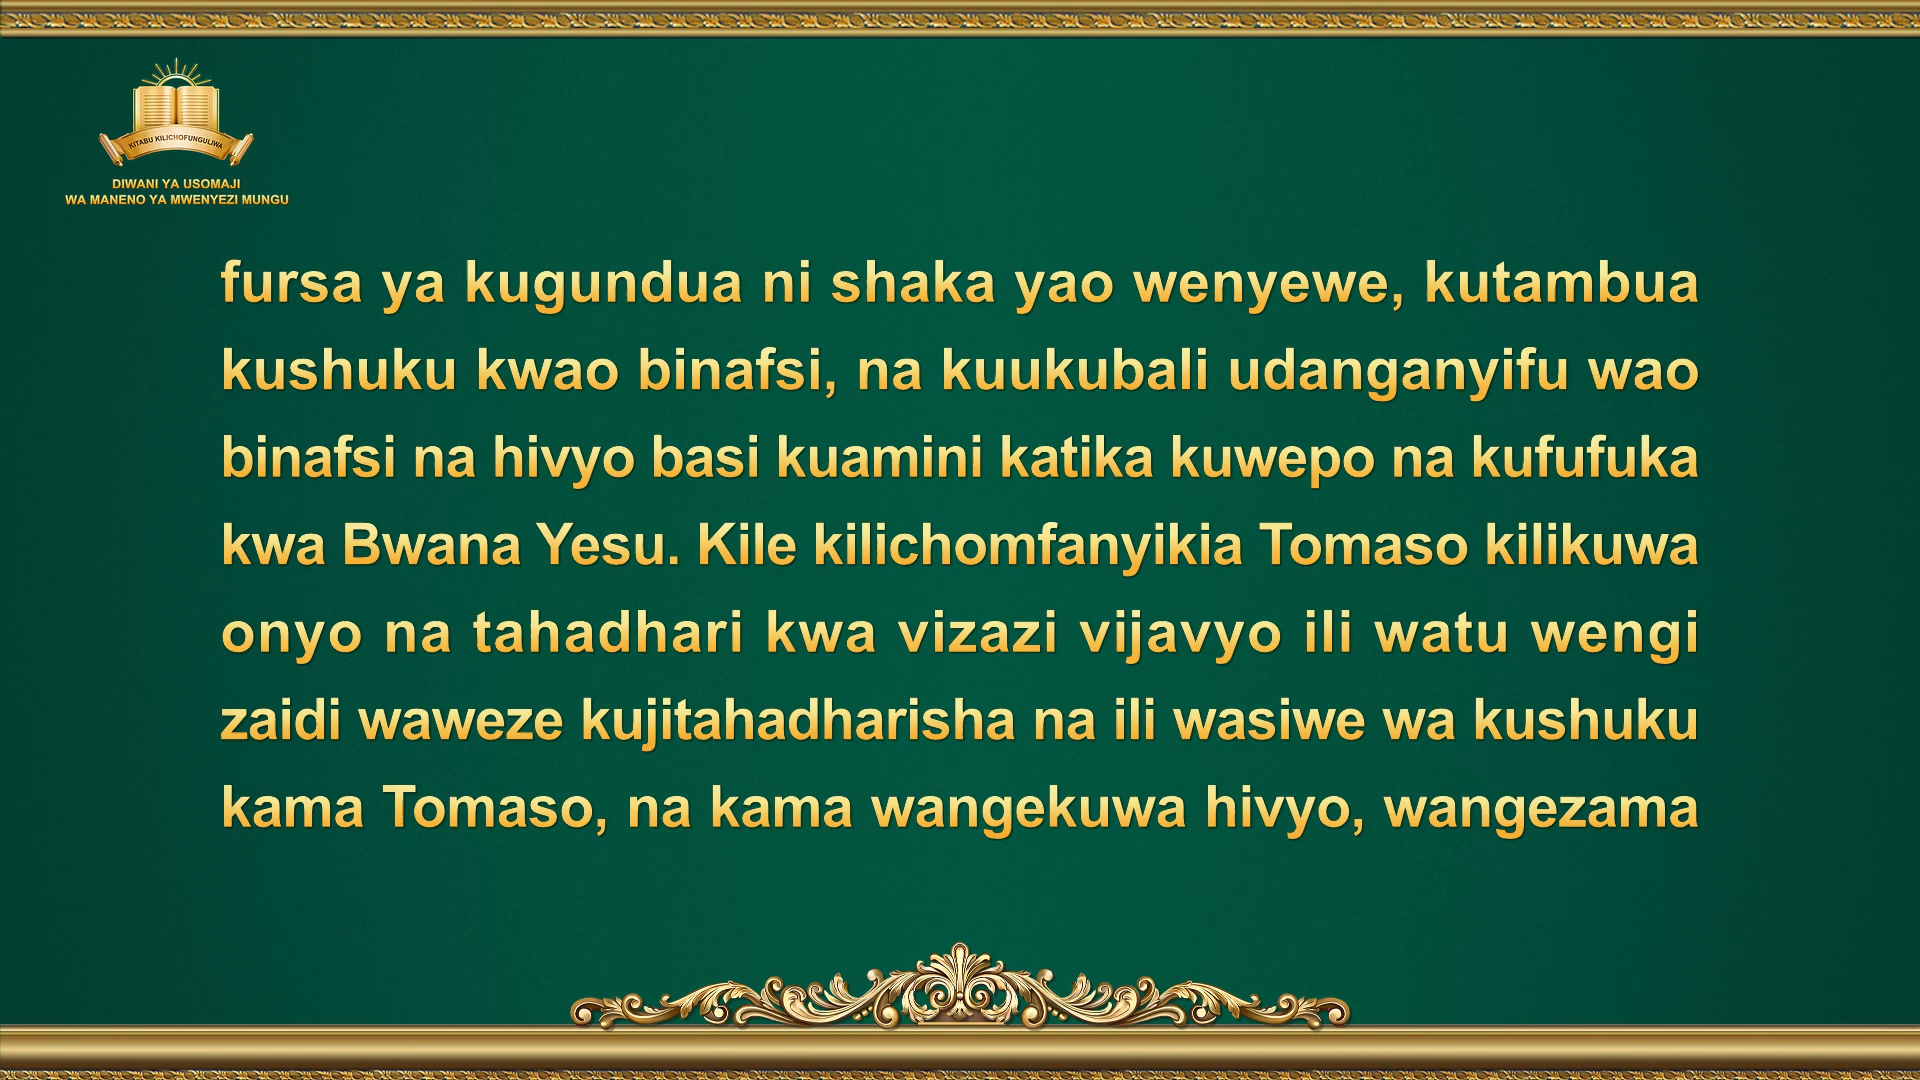 KITABU KILICHOFUNGULIWA
DIWANI YA USOMAJI
WA MANENO YA MWENYEZI MUNGU
fursa ya kugundua ni shaka yao wenyewe, kutambua
kushuku kwao binafsi, na kuukubali udanganyifu wao
binafsi na hivyo basi kuamini katika kuwepo na kufufuka
kwa Bwana Yesu. Kile kilichomfanyikia Tomaso kilikuwa
onyo na tahadhari kwa vizazi vijavyo ili watu wengi
zaidi waweze kujitahadharisha na ili wasiwe wa kushuku
kama Tomaso, na kama wangekuwa hivyo, wangezama